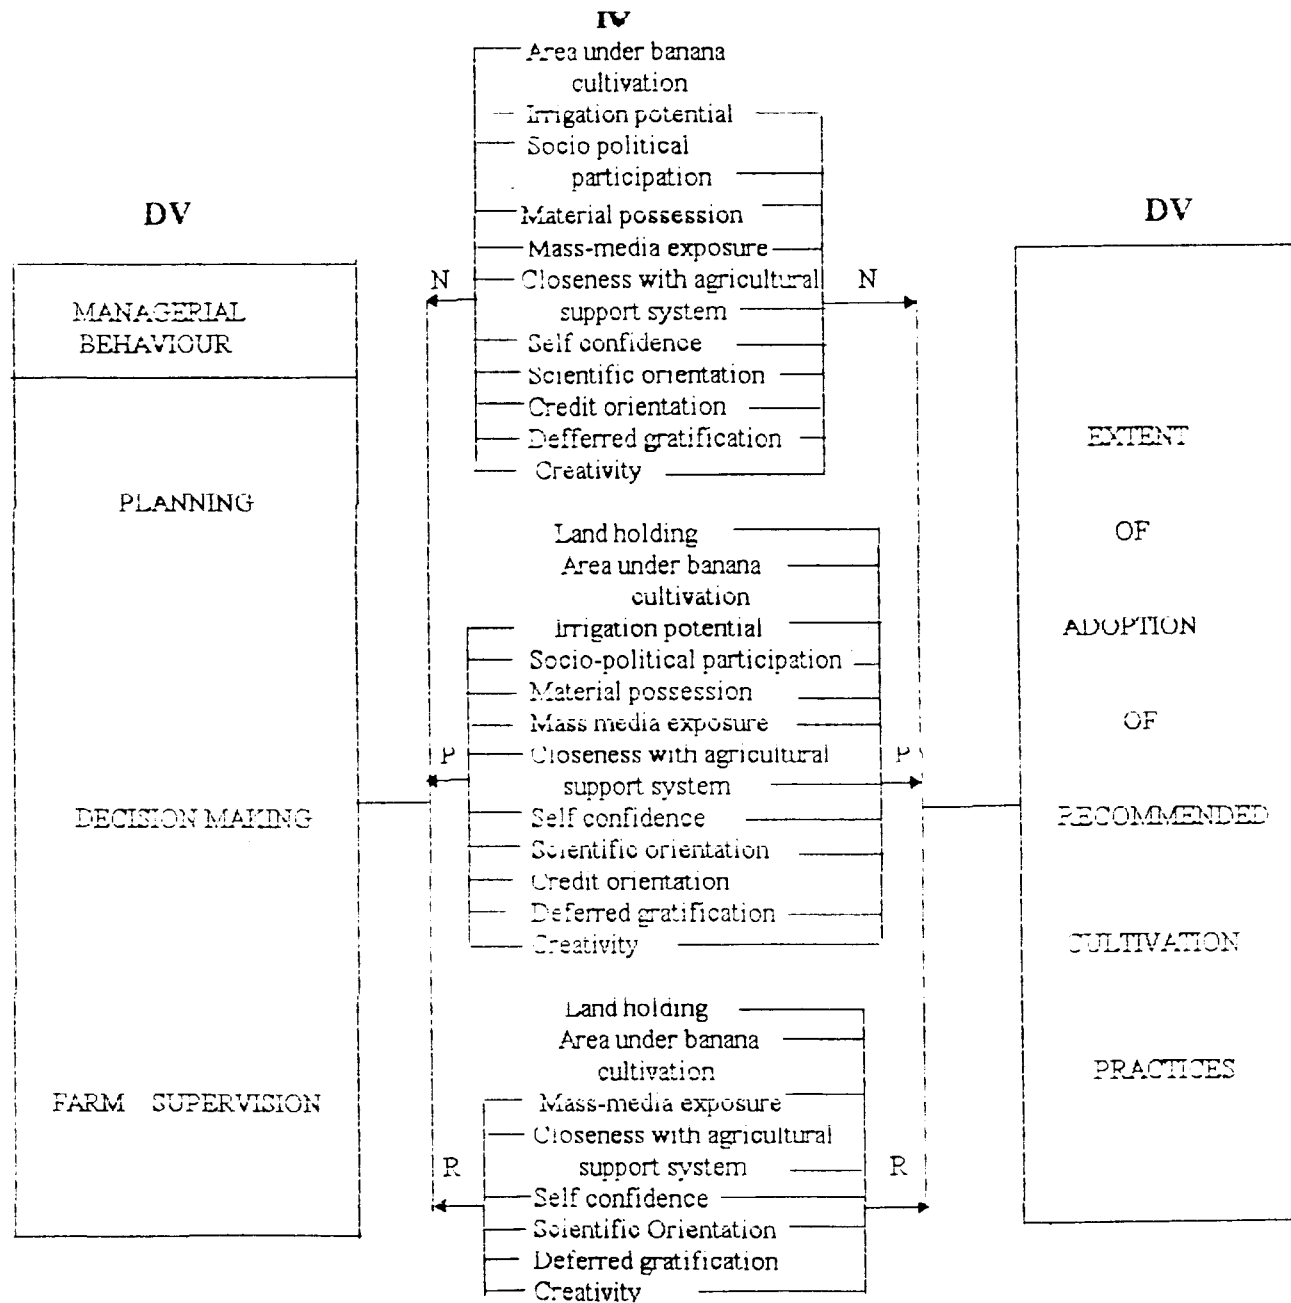 IV
Area under banana
cultivation
Irrigation potential
Socio political
participation
Material possession
Mass-media exposure
Closeness with agricultural
support system
Self confidence
Scientific orientation
Credit orientation
Defferred gratification
Creativity
Land holding
Area under banana
cultivation
Irrigation potential
Socio-political participation
Material possession
Mass media exposure
Closeness with agricultural
support system
Self confidence
Scientific orientation
Credit orientation
Deferred gratification
Creativity
Land holding
Area under banana
cultivation
Mass-media exposure
Closeness with agricultural
support system
Self confidence
Scientific Orientation
Deferred gratification
Creativity
DV
MANAGERIAL
BEHAVIOUR
PLANNING
DECISION MAKING
FARM SUPERVISION
N
P
R
N
P
R
DV
EXTENT
OF
ADOPTION
OF
RECOMMENDED
CULTIVATION
PRACTICES